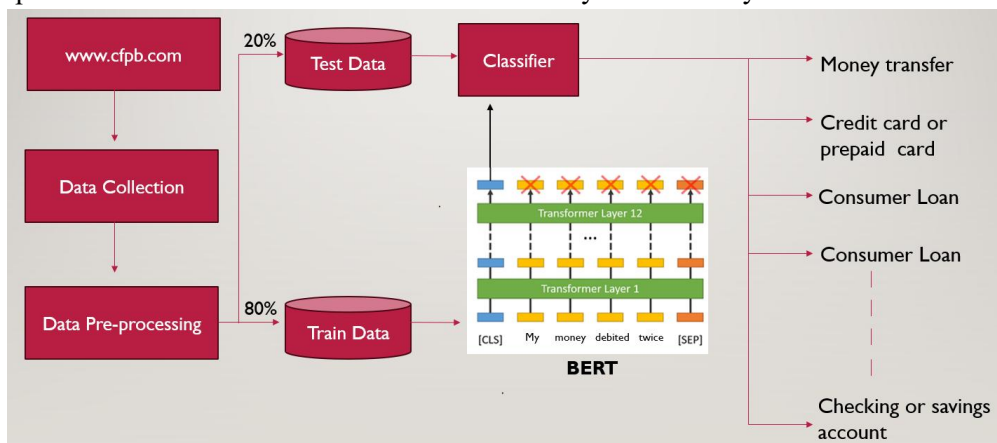 www.cfpb.com
20%
Test Data
Classifier
Money transfer
Credit card or
prepaid card
Data Collection
Transformer Layer 12
...
Consumer Loan
Consumer Loan
Transformer Layer 1
Data Pre-processing
80%
Train Data
[CLS]
My
money
debited
twice
[SEP]
BERT
Checking or savings
account